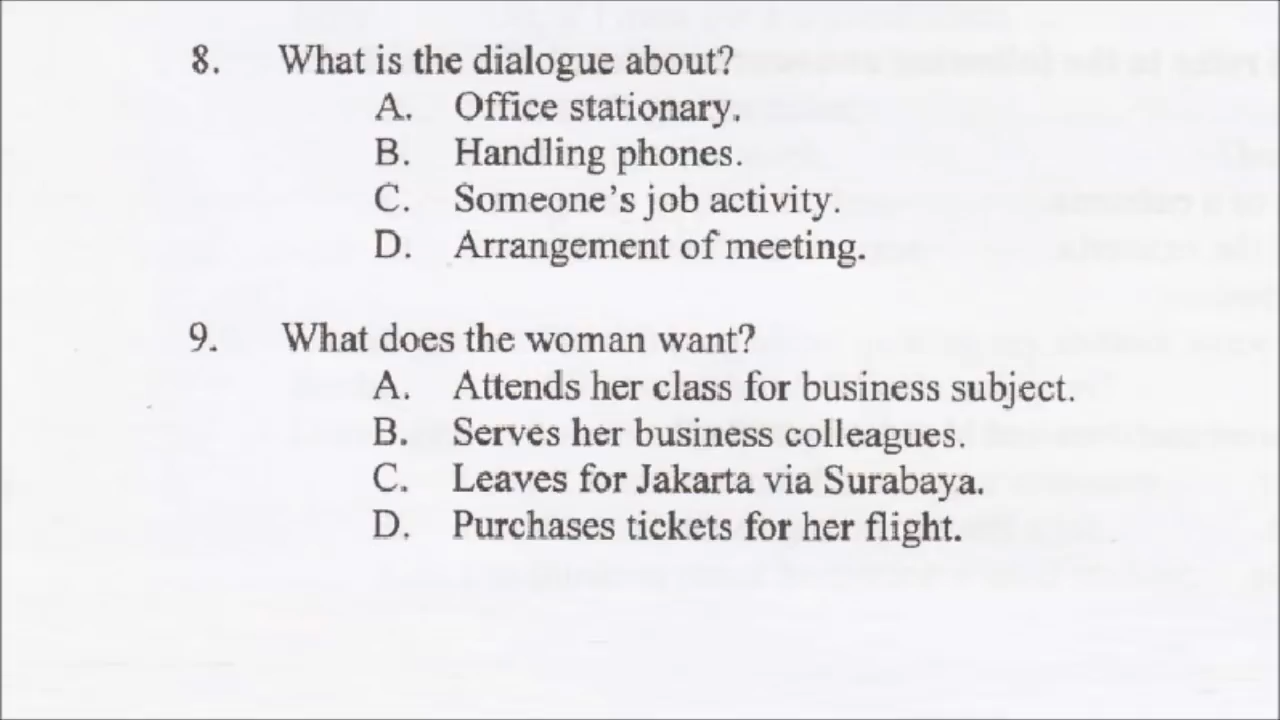 8. What is the dialogue about?
A. Office stationary.
B. Handling phones.
C. Someone's job activity.
D. Arrangement of meeting.
9. What does the woman want?
A. Attends her class for business subject.
B. Serves her business colleagues.
C. Leaves for Jakarta via Surabaya.
D. Purchases tickets for her flight.